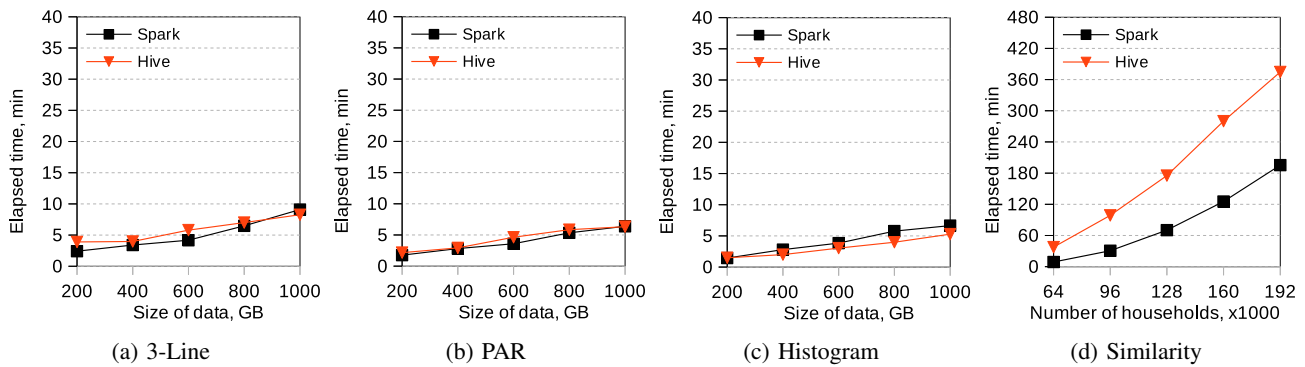 40
35
30
25
20
15
10
5
0
Elapsed time, min
Spark
Hive
200 400 600 800 1000
Size of data, GB
(a) 3-Line
40
35
30
25
20
15
10
5
0
Elapsed time, min
Spark
Hive
200 400 600 800 1000
Size of data, GB
(b) PAR
40
35
30
25
20
15
10
5
0
Elapsed time, min
Spark
Hive
200 400 600 800 1000
Size of data, GB
(c) Histogram
480
420
360
300
240
180
120
60
0
Elapsed time, min
Spark
Hive
64 96 128 160 192
Number of households, x1000
(d) Similarity